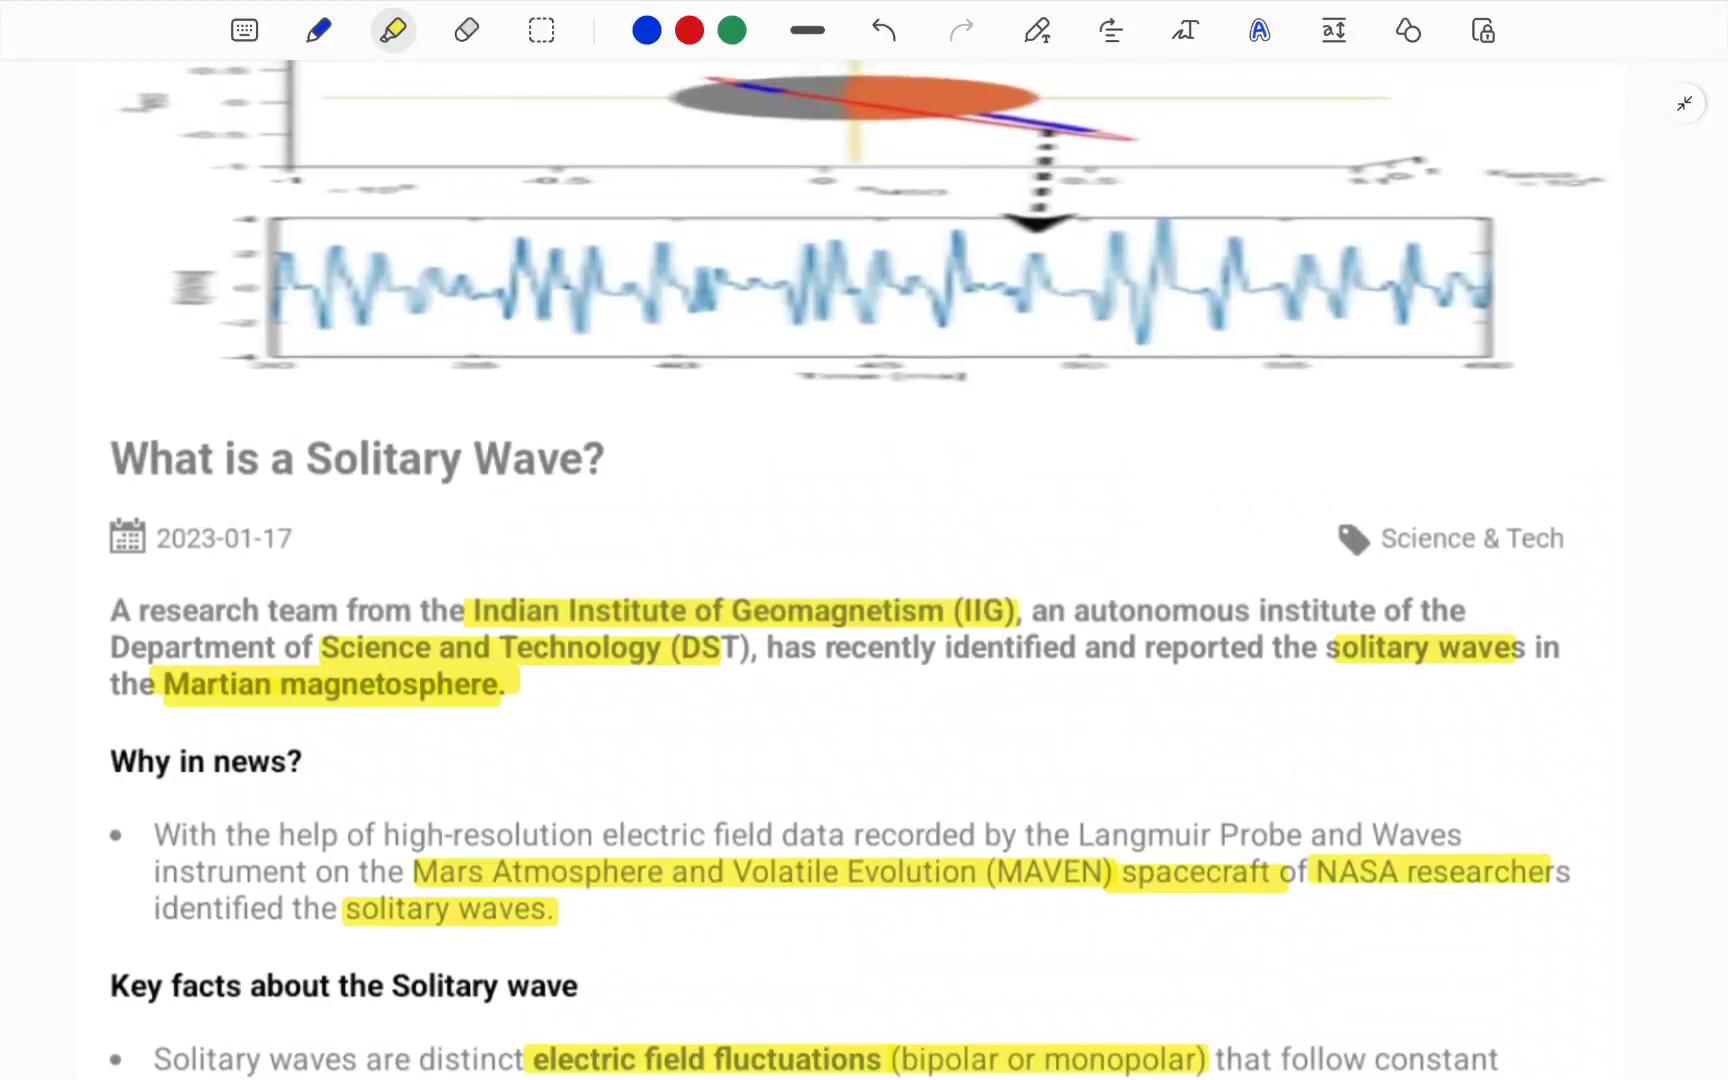 What is a Solitary Wave?
2023-01-17
Science & Tech
A research team from the Indian Institute of Geomagnetism (IIG), an autonomous institute of the
Department of Science and Technology (DST), has recently identified and reported the solitary waves in
the Martian magnetosphere.
Why in news?
• With the help of high-resolution electric field data recorded by the Langmuir Probe and Waves
instrument on the Mars Atmosphere and Volatile Evolution (MAVEN) spacecraft of NASA researchers
identified the solitary waves.
Key facts about the Solitary wave
• Solitary waves are distinct electric field fluctuations (bipolar or monopolar) that follow constant